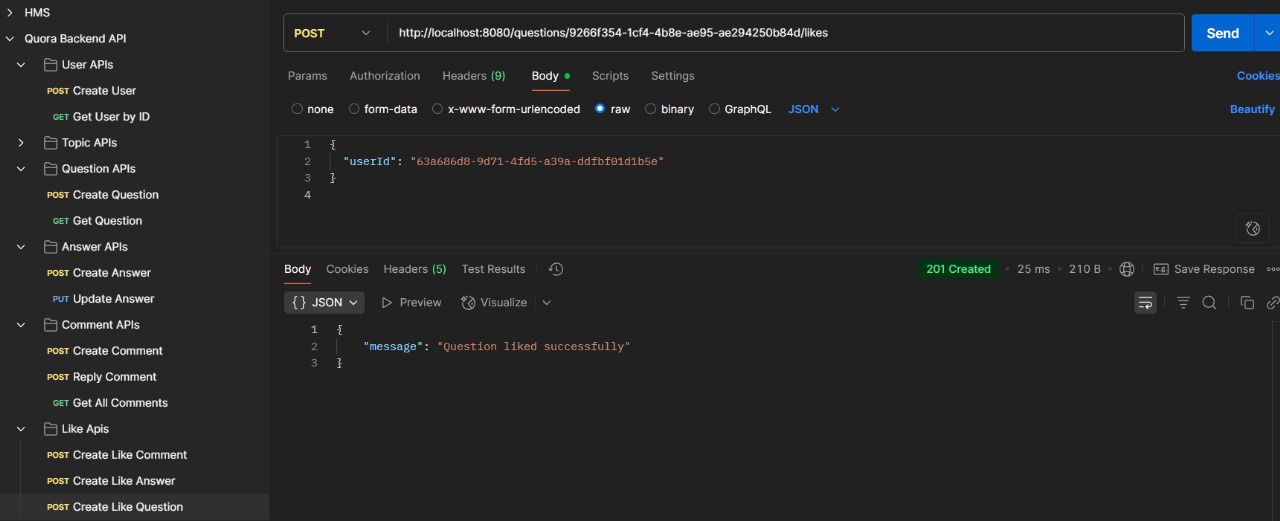 HMS
Quora Backend API
User APIs
POST Create User
GET Get User by ID
Topic APIs
Question APIs
POST Create Question
GET Get Question
Answer APIs
POST Create Answer
PUT Update Answer
Comment APIs
POST Create Comment
POST Reply Comment
GET Get All Comments
Like Apis
POST Create Like Comment
POST Create Like Answer
POST Create Like Question
POST http://localhost:8080/questions/9266f354-1cf4-4b8e-ae95-ae294250b84d/likes Send
Params Authorization Headers (9) Body Scripts Settings Cookies
none form-data x-www-form-urlencoded raw binary GraphQL JSON Beautify
1 {
2 "userId": "63a686d8-9d71-4fd5-a39a-ddfbf01d1b5e"
3 }
4
Body Cookies Headers (5) Test Results 201 Created 25 ms 210 B e.g. Save Response
{} JSON Preview Visualize
1 {
2 "message": "Question liked successfully"
3 }